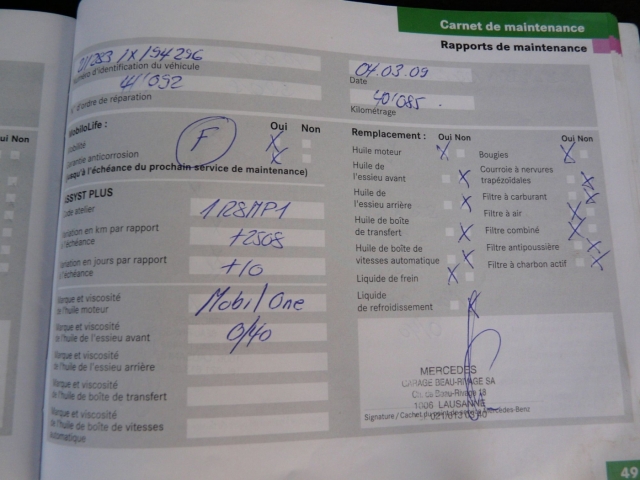 Carnet de maintenance
Rapports de maintenance
Numéro d'identification du véhicule
04.03.09
Date
N° d'ordre de réparation
40'085
Kilométrage
MobiloLife :
Oui Non
F
Mobilité
Garantie anticorrosion
jusqu'à l'échéance du prochain service de maintenance)
ASSYST PLUS
Code atelier
1R8MP1
Variation en km par rapport
à l'échéance
+2508
Variation en jours par rapport
à l'échéance
+10
Marque et viscosité
de l'huile moteur
Mobil One
Marque et viscosité
de l'huile de l'essieu avant
0/40
Marque et viscosité
de l'huile de l'essieu arrière
Marque et viscosité
de l'huile de boîte de transfert
Marque et viscosité
de l'huile de boîte de vitesses
automatique
Remplacement :
Oui Non
Huile moteur
X
Huile de
l'essieu avant
X
Huile de
l'essieu arrière
X
Huile de boîte
de transfert
X
Huile de boîte de
vitesses automatique
X
Liquide de frein
X
Liquide
de refroidissement
X
Oui Non
Bougies
X
Courroie à nervures
trapézoïdales
X
Filtre à carburant
X
Filtre à air
X
Filtre combiné
X
Filtre antipoussière
X
Filtre à charbon actif
X
MERCEDES
GARAGE BEAU-RIVAGE SA
Ch. de Beau-Rivage 18
1006 LAUSANNE
Signature / Cachet du Mercedes-Benz
49
ui Non